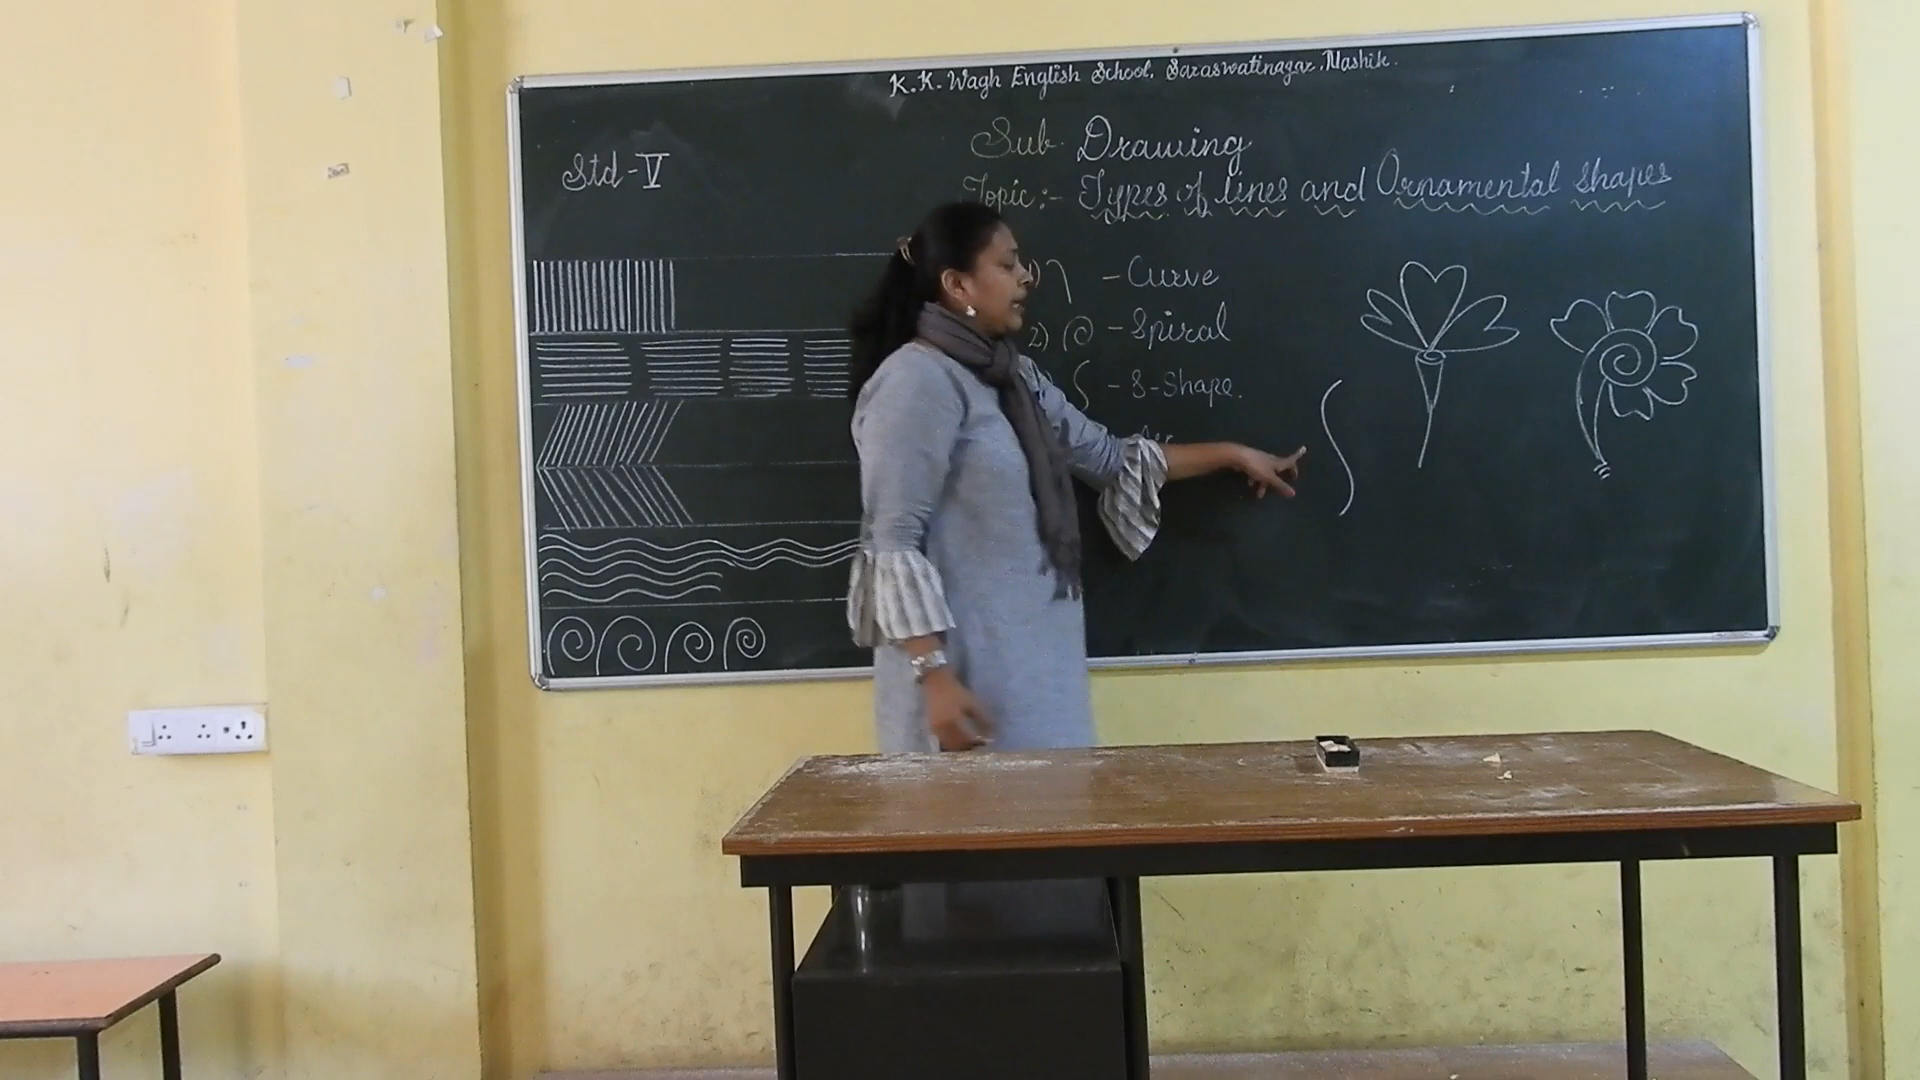 K. K. Wagh English School, Saraswatinagar, Nashik.
Sub. Drawing
Std - V
Topic :- Types of lines and Ornamental shapes
1) - Curve
2) - Spiral
- S-Shape.